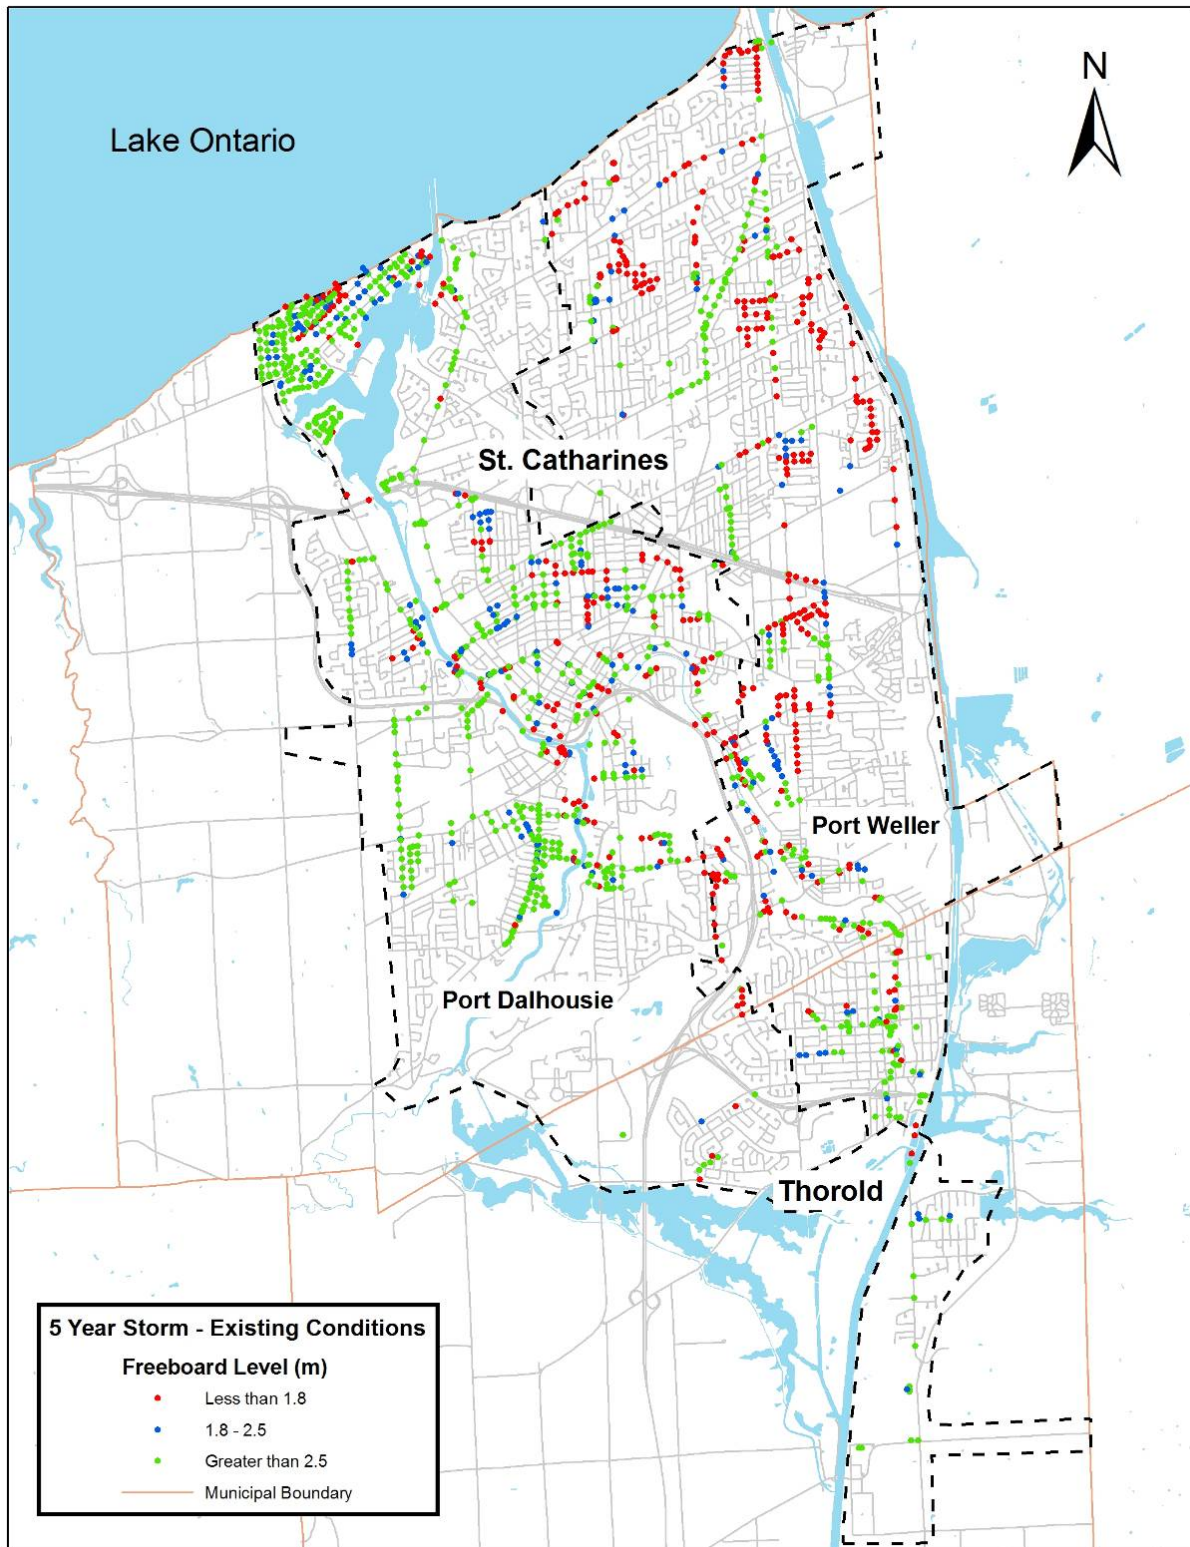 N
Lake Ontario
St. Catharines
Port Weller
Port Dalhousie
Thorold
5 Year Storm - Existing Conditions
Freeboard Level (m)
Less than 1.8
1.8 - 2.5
Greater than 2.5
Municipal Boundary